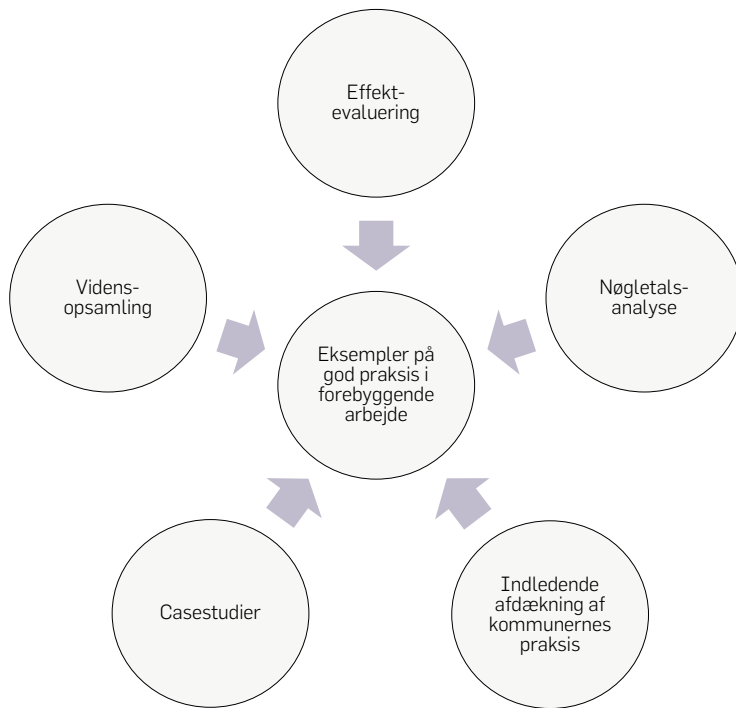 Effekt-
evaluering
Videns-
opsamling
Nøgletals-
analyse
Eksempler på
god praksis i
forebyggende
arbejde
Casestudier
Indledende
afdækning af
kommunernes
praksis